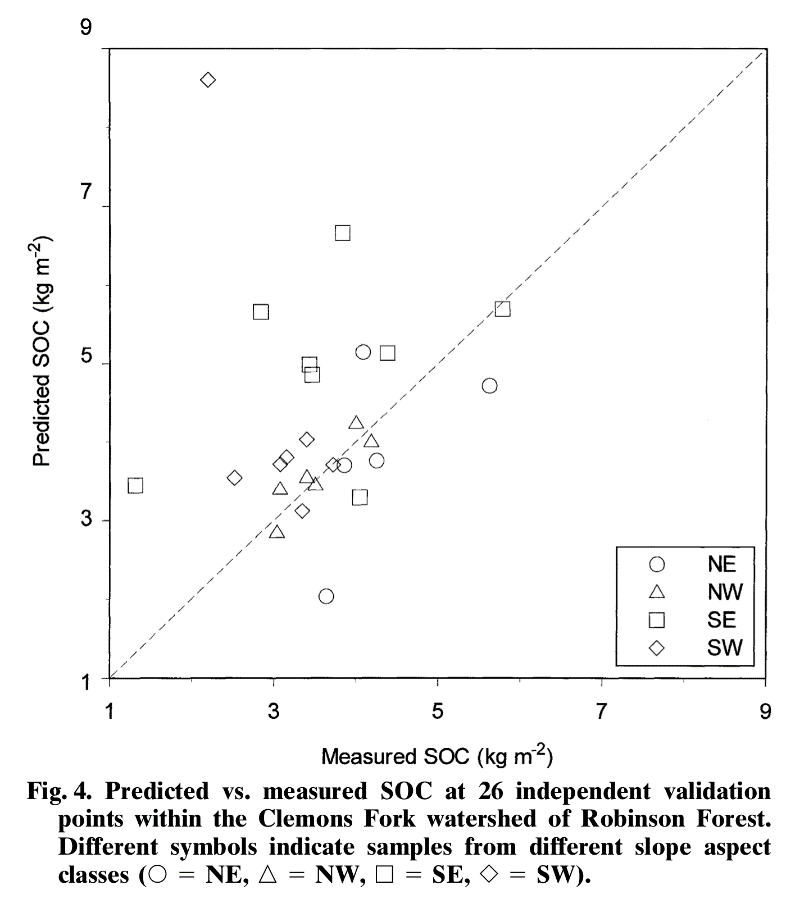 9
7
5
3
1
Predicted SOC (kg m-2)
NE
NW
SE
SW
1 3 5 7 9
Measured SOC (kg m-2)
Fig. 4. Predicted vs. measured SOC at 26 independent validation
points within the Clemons Fork watershed of Robinson Forest.
Different symbols indicate samples from different slope aspect
classes (○ = NE, △ = NW, □ = SE, ◇ = SW).